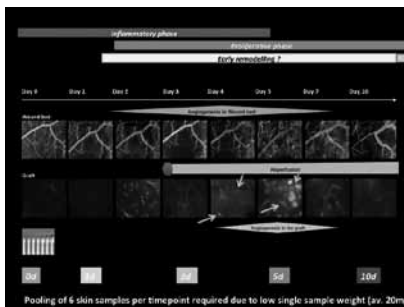 Inflammatory phase
Proliferative phase
Early remodelling ?
Day 0 Day 1 Day 2 Day 3 Day 4 Day 5 Day 7 Day 10
Angiogenesis in Wound bed
Wound bed
Reperfusion
Graft
Angiogenesis in the graft
0d 2d 5d 10d
Pooling of 6 skin samples per timepoint required due to low single sample weight (av. 20m